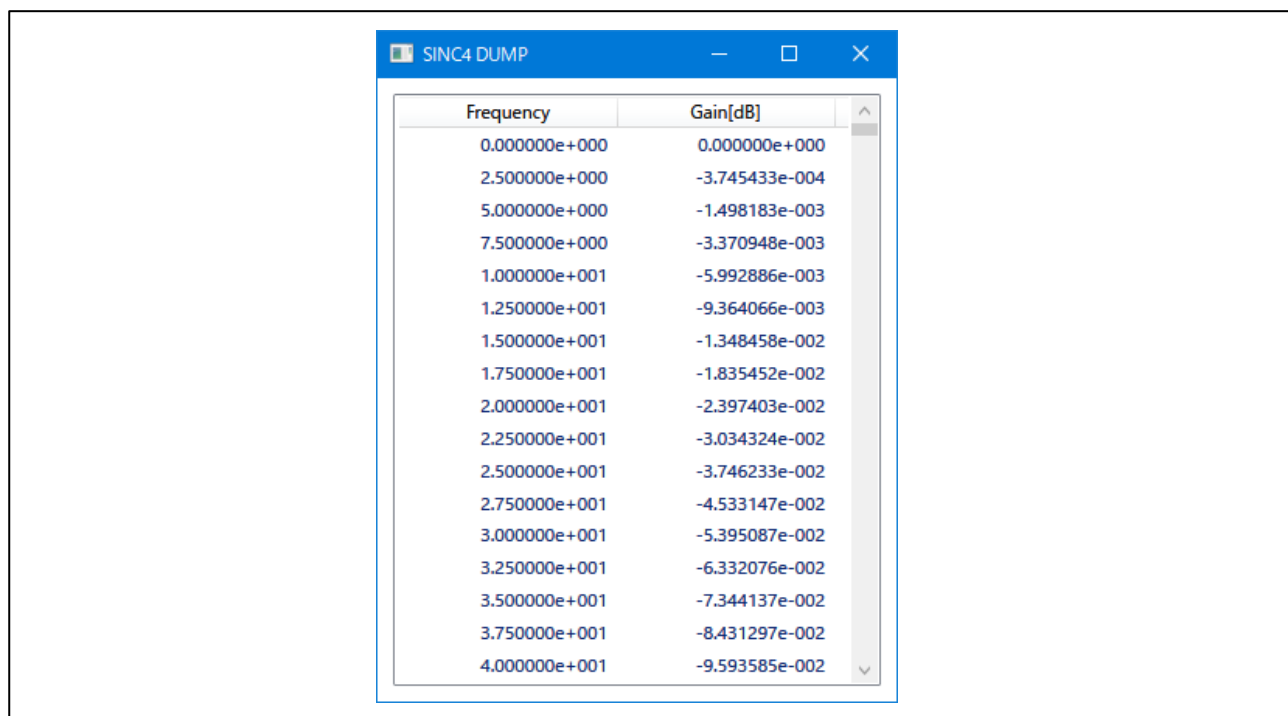 SINC4 DUMP
Frequency Gain[dB]
0.000000e+000 0.000000e+000
2.500000e+000 -3.745433e-004
5.000000e+000 -1.498183e-003
7.500000e+000 -3.370948e-003
1.000000e+001 -5.992886e-003
1.250000e+001 -9.364066e-003
1.500000e+001 -1.348458e-002
1.750000e+001 -1.835452e-002
2.000000e+001 -2.397403e-002
2.250000e+001 -3.034324e-002
2.500000e+001 -3.746233e-002
2.750000e+001 -4.533147e-002
3.000000e+001 -5.395087e-002
3.250000e+001 -6.332076e-002
3.500000e+001 -7.344137e-002
3.750000e+001 -8.431297e-002
4.000000e+001 -9.593585e-002